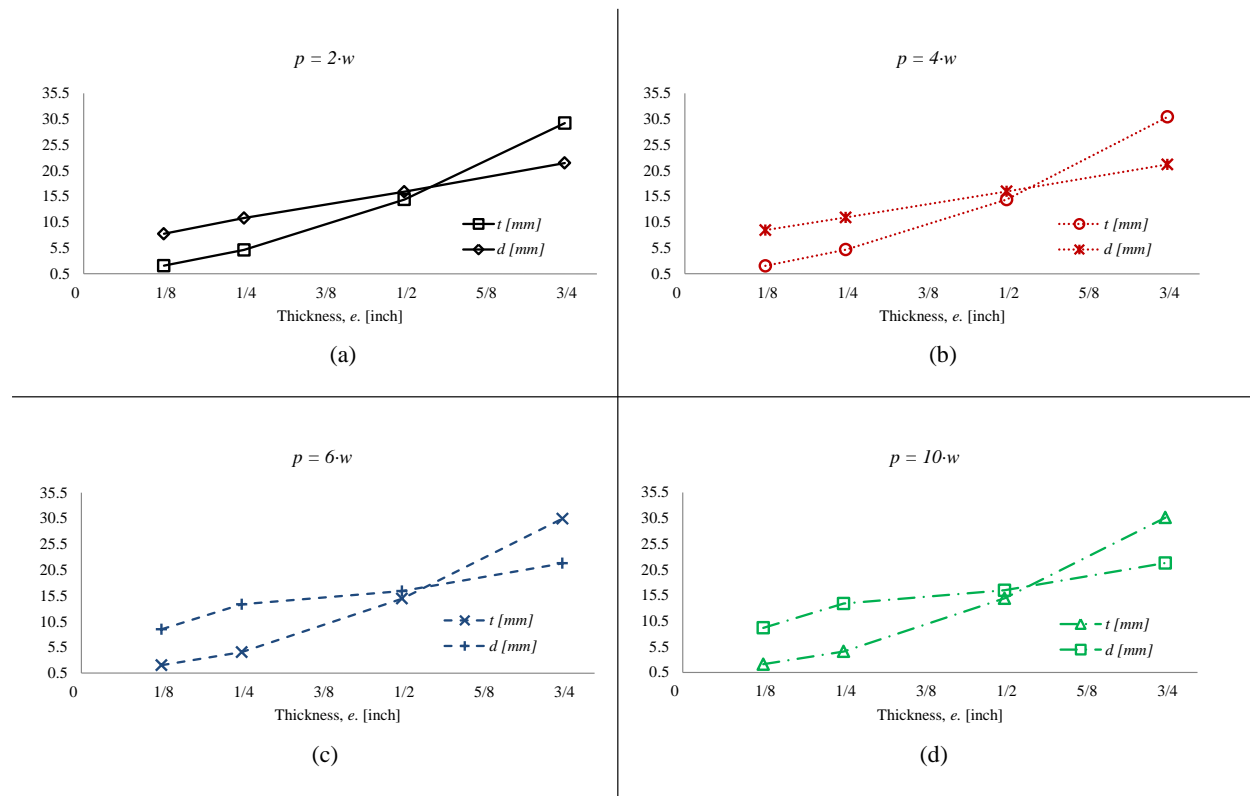 p = 2·w
35.5
30.5
25.5
20.5
15.5
10.5
5.5
0.5
t [mm]
d [mm]
0 1/8 1/4 3/8 1/2 5/8 3/4
Thickness, e. [inch]
(a)
p = 4·w
35.5
30.5
25.5
20.5
15.5
10.5
5.5
0.5
t [mm]
d [mm]
0 1/8 1/4 3/8 1/2 5/8 3/4
Thickness, e. [inch]
(b)
p = 6·w
35.5
30.5
25.5
20.5
15.5
10.5
5.5
0.5
t [mm]
d [mm]
0 1/8 1/4 3/8 1/2 5/8 3/4
Thickness, e. [inch]
(c)
p = 10·w
35.5
30.5
25.5
20.5
15.5
10.5
5.5
0.5
t [mm]
d [mm]
0 1/8 1/4 3/8 1/2 5/8 3/4
Thickness, e. [inch]
(d)